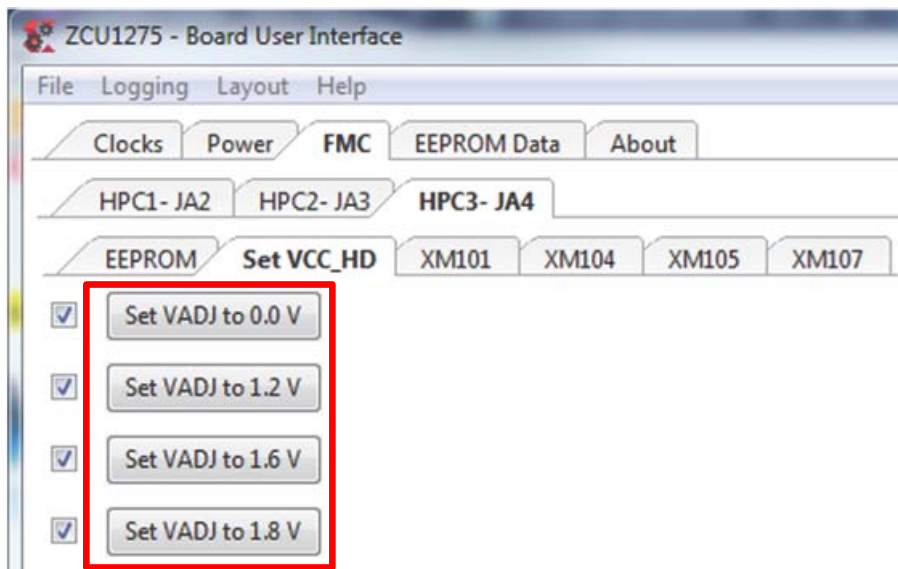 ZCU1275 - Board User Interface
File Logging Layout Help
Clocks Power FMC EEPROM Data About
HPC1- JA2 HPC2- JA3 HPC3- JA4
EEPROM Set VCC_HD XM101 XM104 XM105 XM107
Set VADJ to 0.0 V
Set VADJ to 1.2 V
Set VADJ to 1.6 V
Set VADJ to 1.8 V